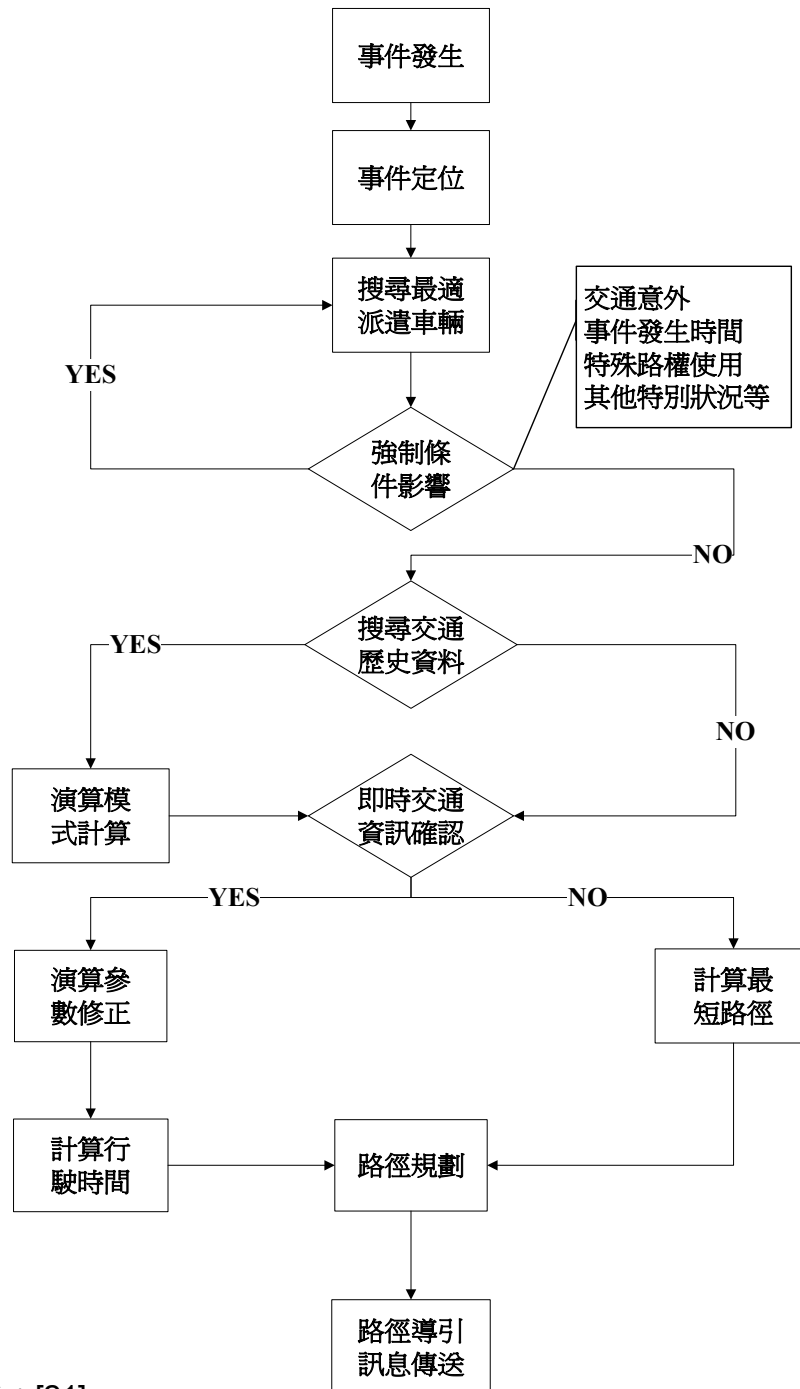 事件發生
事件定位
搜尋最適
派遣車輛
交通意外
事件發生時間
特殊路權使用
其他特別狀況等
YES
強制條
件影響
NO
搜尋交通
歷史資料
YES
NO
演算模
式計算
即時交通
資訊確認
YES
NO
演算參
數修正
計算最
短路徑
計算行
駛時間
路徑規劃
路徑導引
訊息傳送